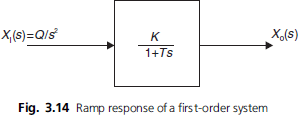 Xᵢ(s)=Q/s²
K
1+Ts
Xₒ(s)
Fig. 3.14 Ramp response of a first-order system